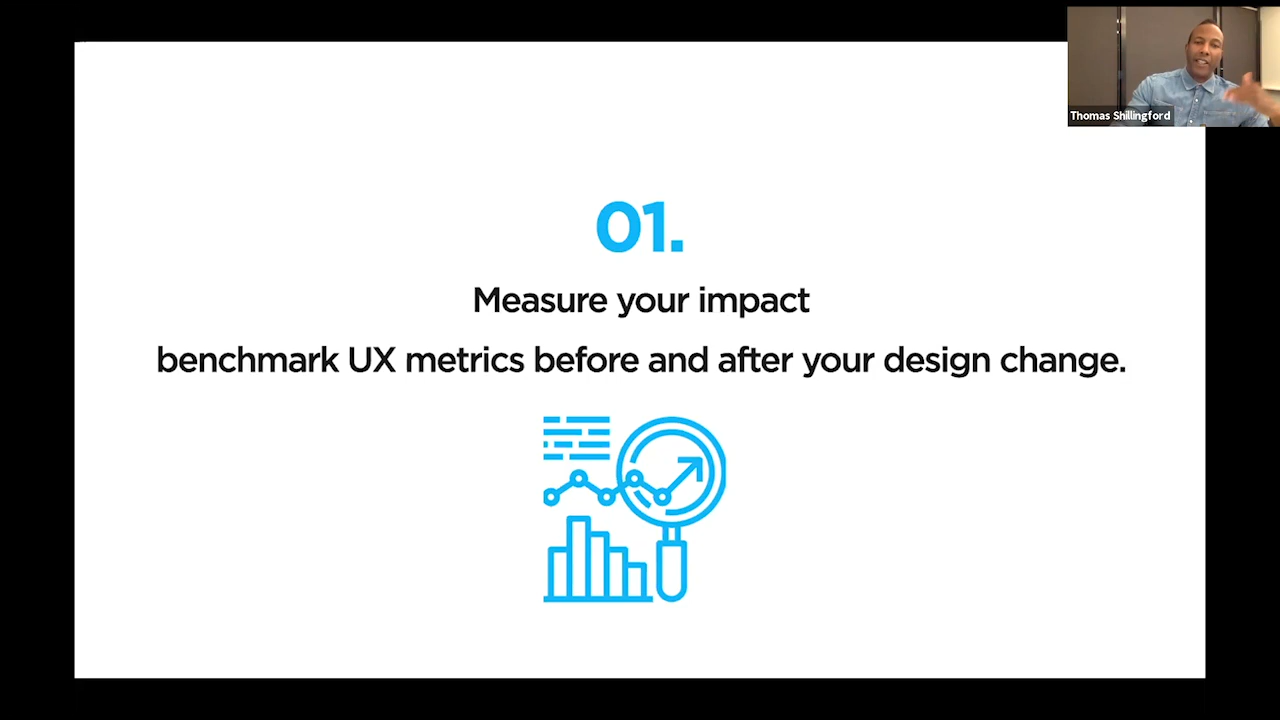 Thomas Shillingford
01.
Measure your impact
benchmark UX metrics before and after your design change.